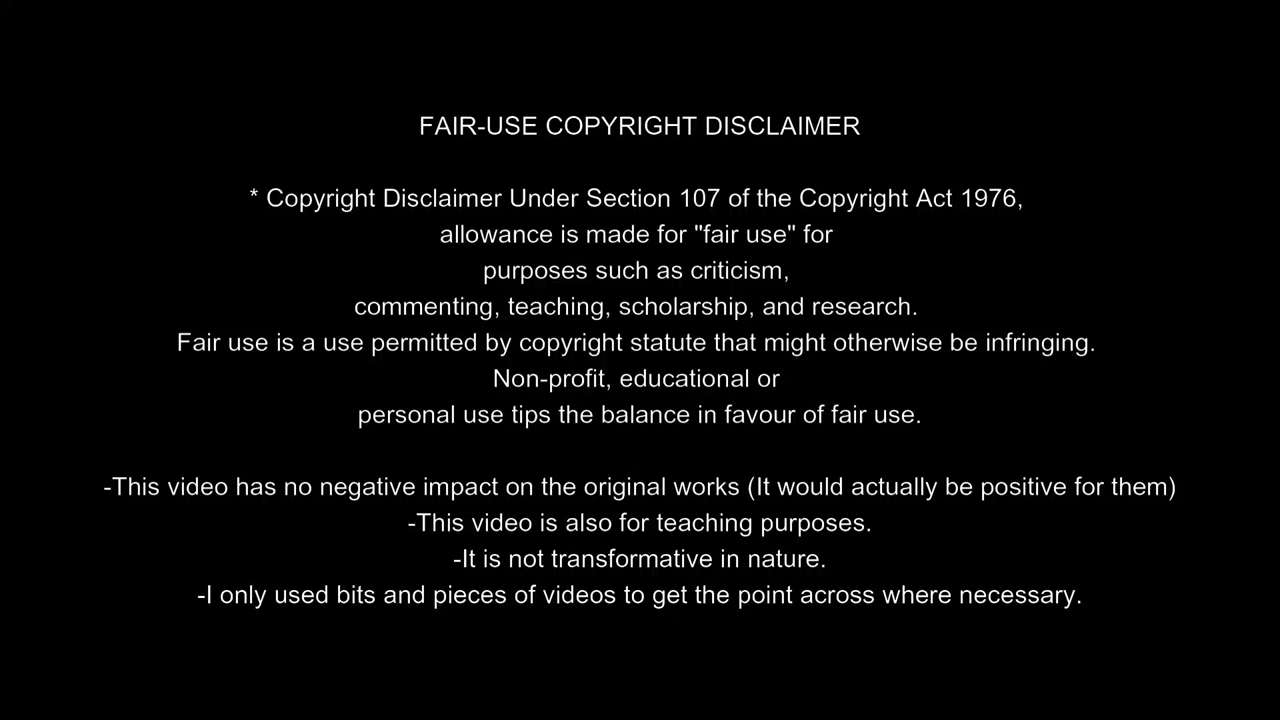 FAIR-USE COPYRIGHT DISCLAIMER
* Copyright Disclaimer Under Section 107 of the Copyright Act 1976,
allowance is made for "fair use" for
purposes such as criticism,
commenting, teaching, scholarship, and research.
Fair use is a use permitted by copyright statute that might otherwise be infringing.
Non-profit, educational or
personal use tips the balance in favour of fair use.
-This video has no negative impact on the original works (It would actually be positive for them)
-This video is also for teaching purposes.
-It is not transformative in nature.
-I only used bits and pieces of videos to get the point across where necessary.